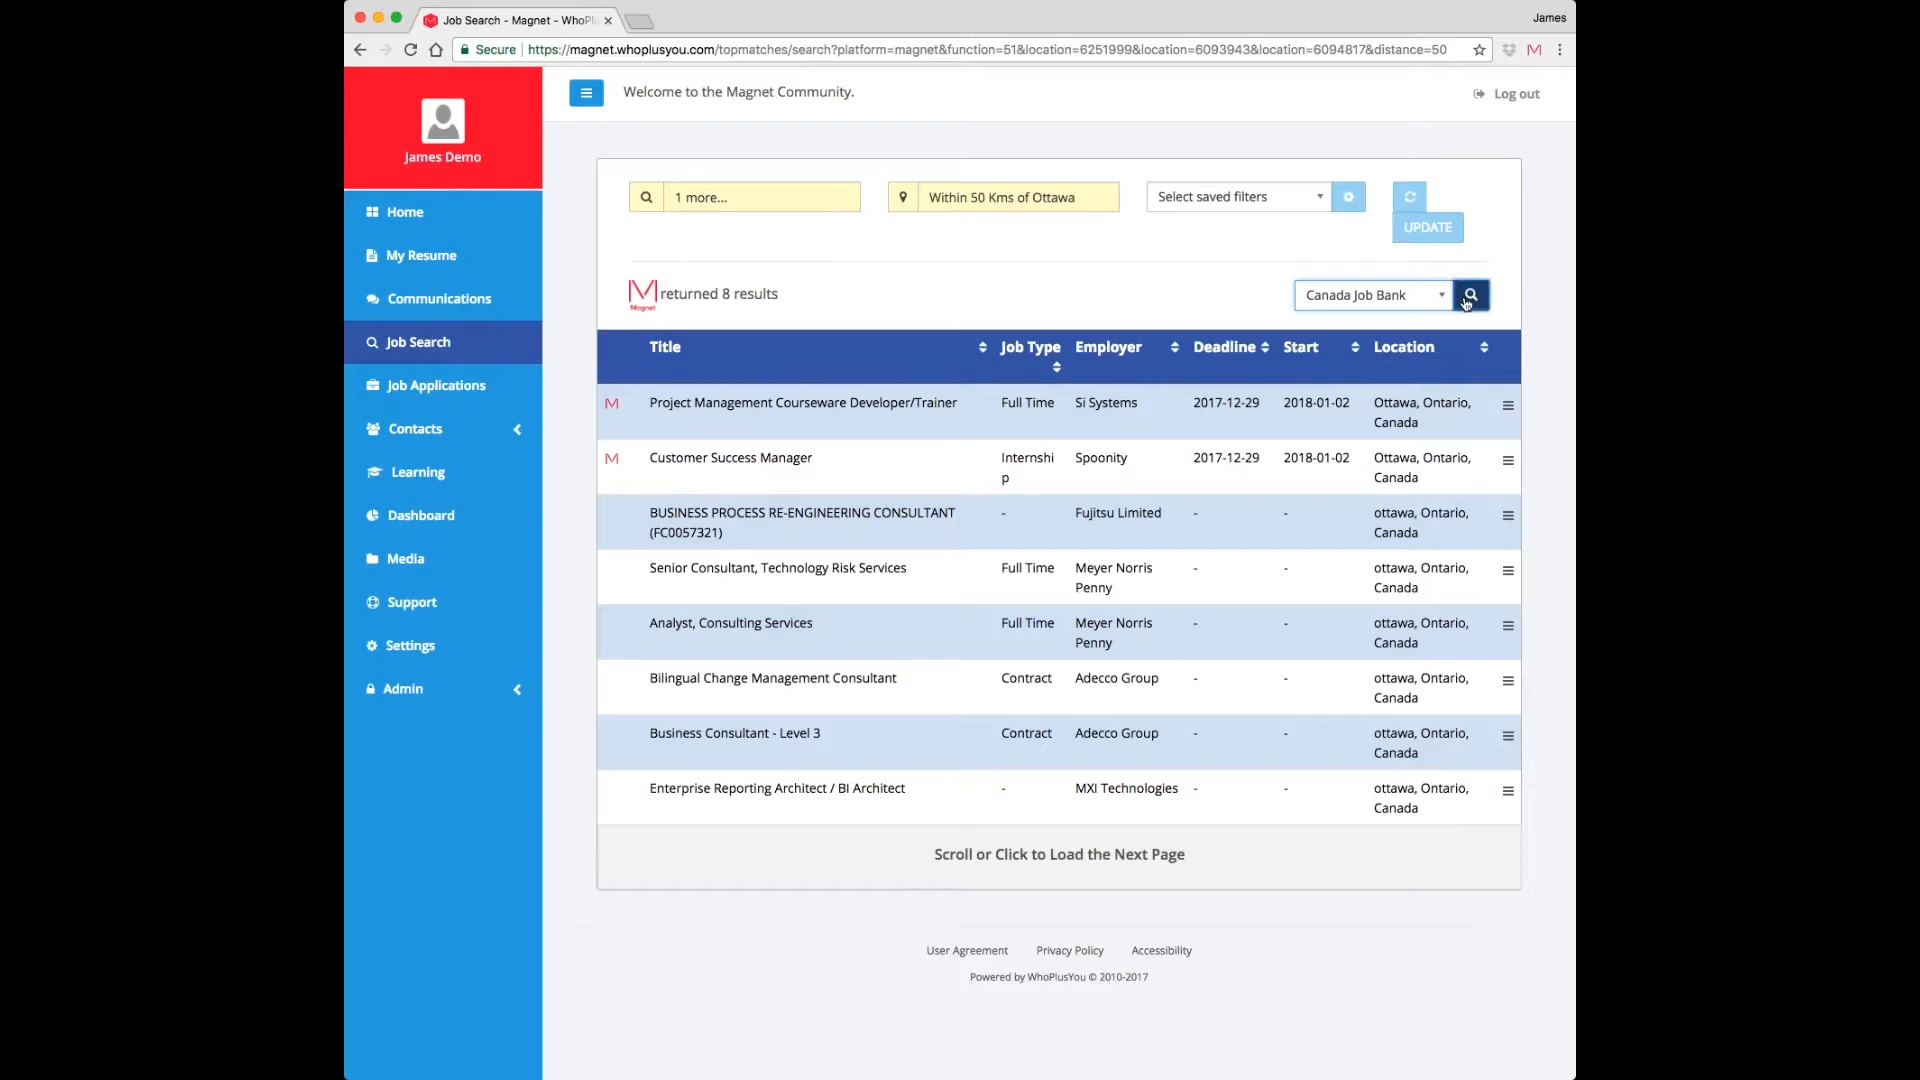 Job Search - Magnet - WhoPl
James
Secure https://magnet.whoplusyou.com/topmatches/search?platform=magnet&function=51&location=6251999&location=6093943&location=6094817&distance=50
Welcome to the Magnet Community.
Log out
James Demo
Home
My Resume
Communications
Job Search
Job Applications
Contacts
Learning
Dashboard
Media
Support
Settings
Admin
1 more...
Within 50 Kms of Ottawa
Select saved filters
UPDATE
Magnet returned 8 results
Canada Job Bank
Title Job Type Employer Deadline Start Location
M Project Management Courseware Developer/Trainer Full Time Si Systems 2017-12-29 2018-01-02 Ottawa, Ontario,
Canada
M Customer Success Manager Internshi Spoonity 2017-12-29 2018-01-02 Ottawa, Ontario,
p Canada
BUSINESS PROCESS RE-ENGINEERING CONSULTANT - Fujitsu Limited - - ottawa, Ontario,
(FC0057321) Canada
Senior Consultant, Technology Risk Services Full Time Meyer Norris - - ottawa, Ontario,
Penny Canada
Analyst, Consulting Services Full Time Meyer Norris - - ottawa, Ontario,
Penny Canada
Bilingual Change Management Consultant Contract Adecco Group - - ottawa, Ontario,
Canada
Business Consultant - Level 3 Contract Adecco Group - - ottawa, Ontario,
Canada
Enterprise Reporting Architect / BI Architect - MXI Technologies - - ottawa, Ontario,
Canada
Scroll or Click to Load the Next Page
User Agreement Privacy Policy Accessibility
Powered by WhoPlusYou © 2010-2017